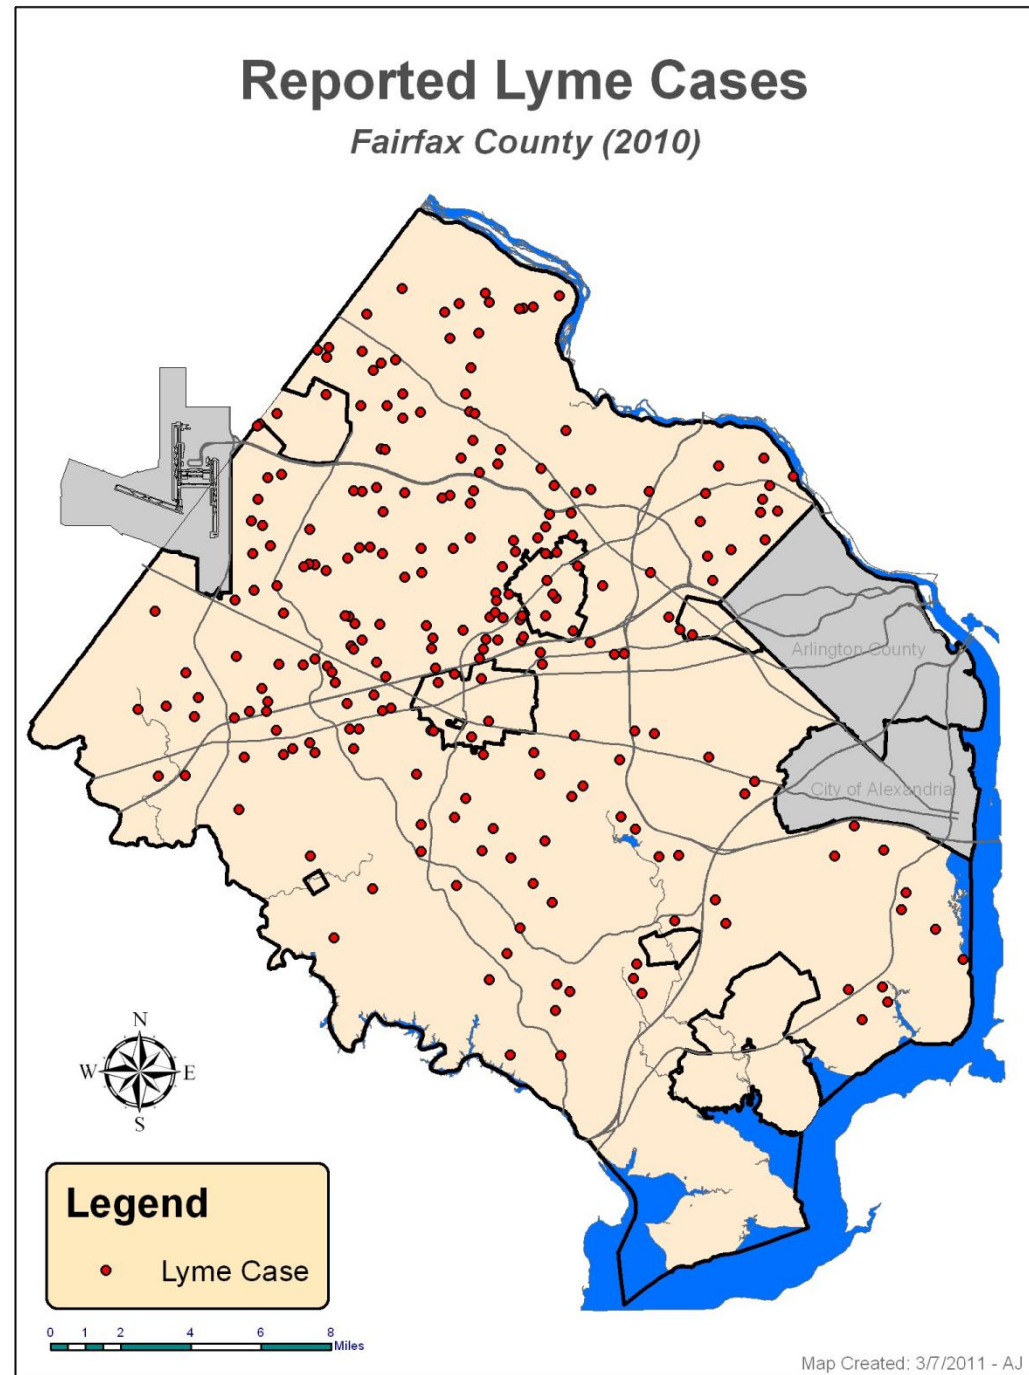 Reported Lyme Cases
Fairfax County (2010)
Arlington County
City of Alexandria
N
W E
S
Legend
Lyme Case
0 1 2 4 6 8
Miles
Map Created: 3/7/2011 - AJ